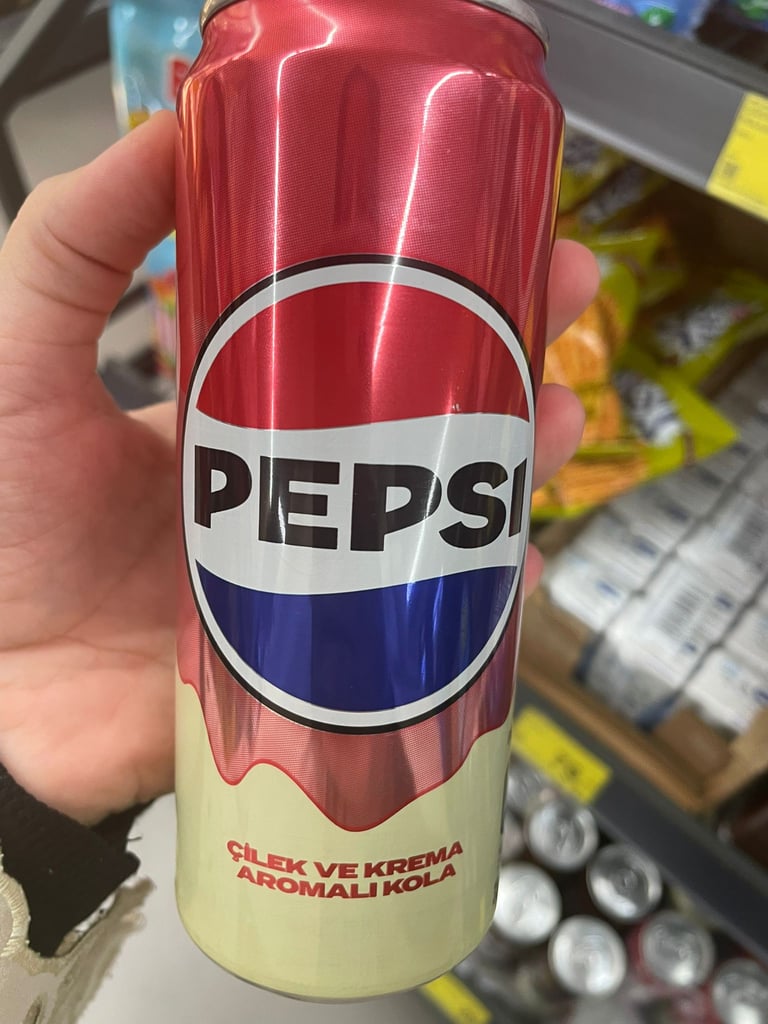 PEPSI
ÇİLEK VE KREMA
AROMALI KOLA